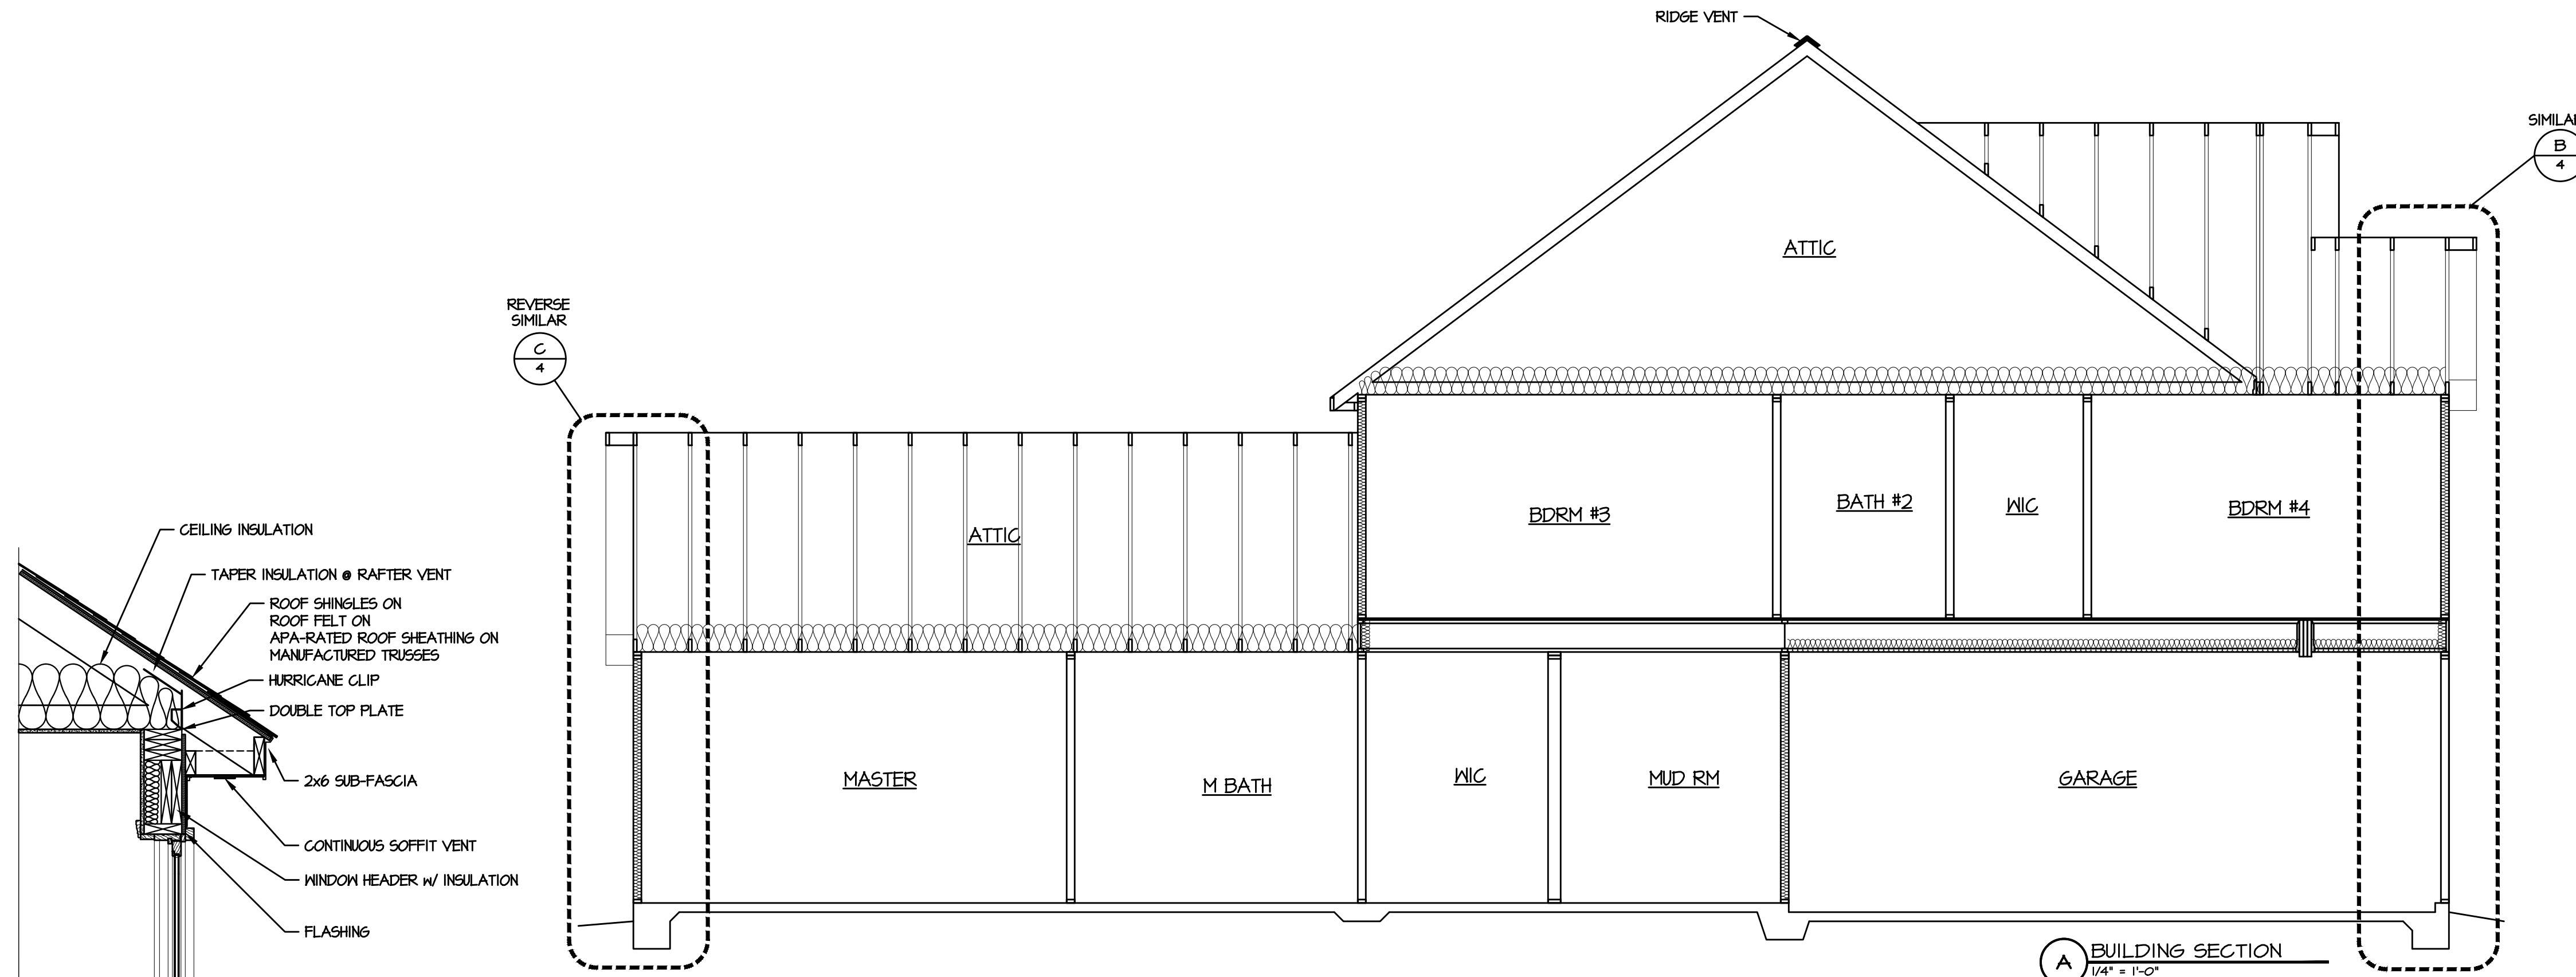 RIDGE VENT
SIMILAR
B
4
ATTIC
REVERSE
SIMILAR
C
4
BDRM #3
BATH #2
WIC
BDRM #4
ATTIC
CEILING INSULATION
TAPER INSULATION @ RAFTER VENT
ROOF SHINGLES ON
ROOF FELT ON
APA-RATED ROOF SHEATHING ON
MANUFACTURED TRUSSES
HURRICANE CLIP
DOUBLE TOP PLATE
2x6 SUB-FASCIA
CONTINUOUS SOFFIT VENT
WINDOW HEADER w/ INSULATION
FLASHING
MASTER
M BATH
WIC
MUD RM
GARAGE
A
BUILDING SECTION
1/4" = 1'-0"